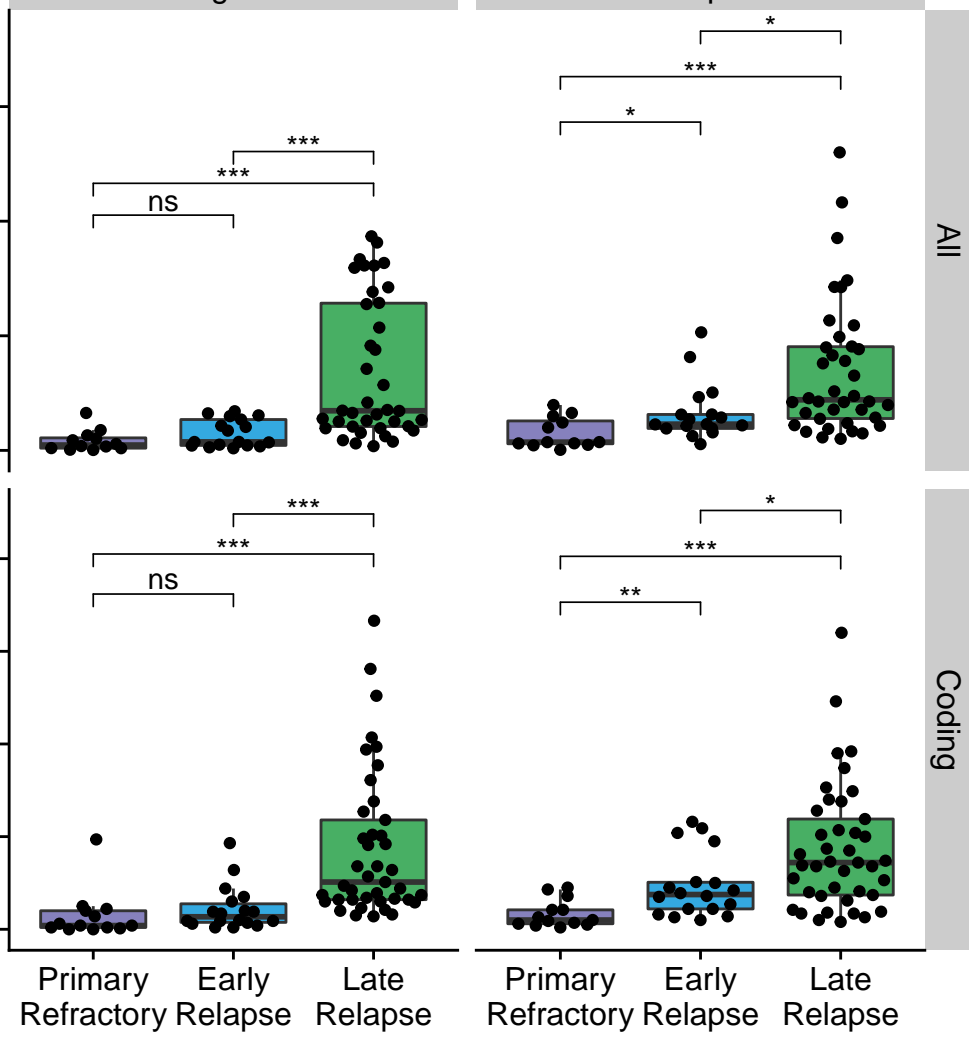 *
***
*
***
***
ns
All
***
***
ns
*
***
**
Coding
Primary Refractory
Early Relapse
Late Relapse
Primary Refractory
Early Relapse
Late Relapse